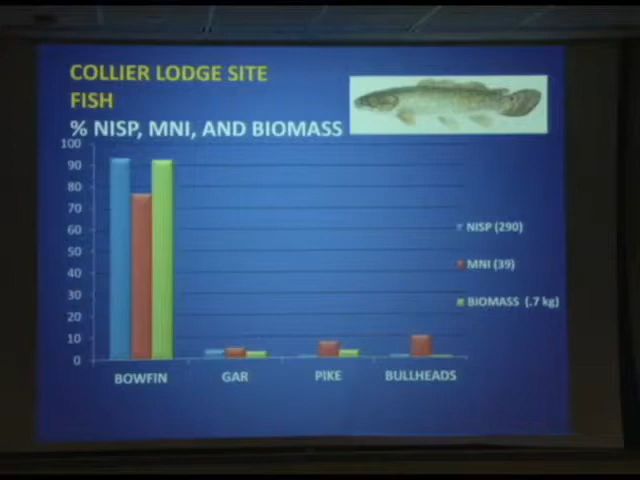 COLLIER LODGE SITE
FISH
% NISP, MNI, AND BIOMASS
100
90
80
70
60
50
40
30
20
10
0
BOWFIN GAR PIKE BULLHEADS
NISP (290)
MNI (39)
BIOMASS (.7 kg)